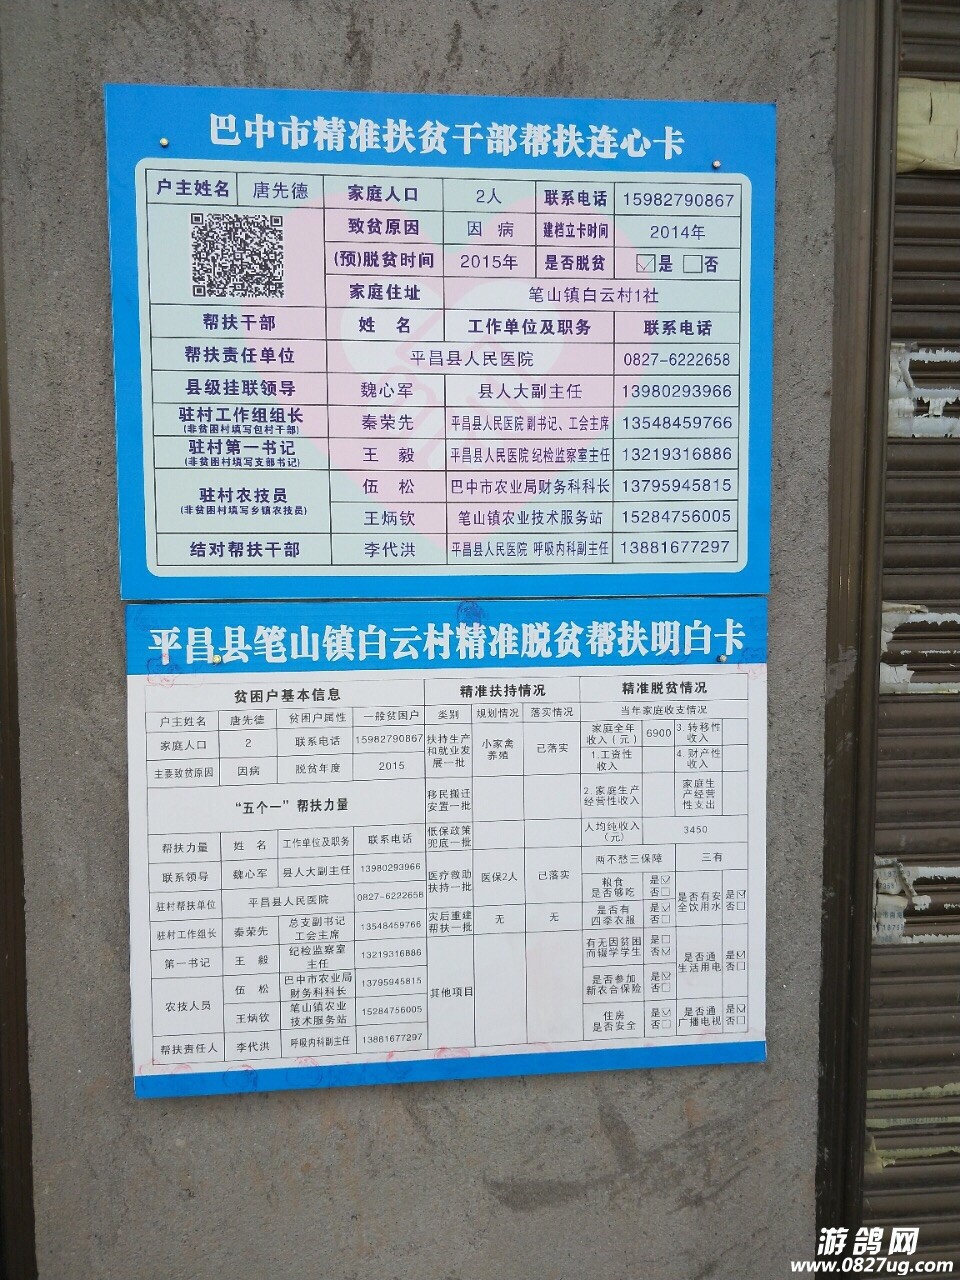 巴中市精准扶贫干部帮扶连心卡
户主姓名 唐先德 家庭人口 2人 联系电话 15982790867
致贫原因 因 病 建档立卡时间 2014年
(预)脱贫时间 2015年 是否脱贫 ☑是 □否
家庭住址 笔山镇白云村1社
帮扶干部 姓 名 工作单位及职务 联系电话
帮扶责任单位 平昌县人民医院 0827-6222658
县级挂联领导 魏心军 县人大副主任 13980293966
驻村工作组组长 秦荣先 平昌县人民医院 副书记、工会主席 13548459766
(非贫困村填写包村干部)
驻村第一书记 王 毅 平昌县人民医院 纪检监察室主任 13219316886
(非贫困村填写支部书记)
驻村农技员 伍 松 巴中市农业局财务科科长 13795945815
(非贫困村填写乡镇农技员) 王炳钦 笔山镇农业技术服务站 15284756005
结对帮扶干部 李代洪 平昌县人民医院 呼吸内科副主任 13881677297
平昌县笔山镇白云村精准脱贫帮扶明白卡
贫困户基本信息 精准扶持情况 精准脱贫情况
户主姓名 唐先德 贫困户属性 一般贫困户 类别 规划情况 落实情况 当年家庭收支情况
家庭人口 2 联系电话 15982790867
扶持生产
和就业发
展一批
小家禽
养殖
已落实
家庭全年
收入（元）
6900
3.转移性
收入
主要致贫原因 因病 脱贫年度 2015
1.工资性
收入
4.财产性
收入
“五个一”帮扶力量
移民搬迁
安置一批
2.家庭生产
经营性收入
家庭生
产经营
性支出
帮扶力量 姓 名 工作单位及职务 联系电话
低保政策
兜底一批
人均纯收入
(元)
3450
联系领导 魏心军 县人大副主任 13980293966
医疗救助
扶持一批
医保2人 已落实
两不愁三保障 三有
驻村帮扶单位 平昌县人民医院 0827-6222658
粮食
是否够吃
是☑
否□
是否有安
全饮用水
是☑
否□
驻村工作组长 秦荣先
总支副书记
工会主席
13548459766
灾后重建
帮扶一批
无 无
是否有
四季衣服
是☑
否□
第一书记 王 毅
纪检监察室
主任
13219316886
其他项目
有无因贫困
而辍学学生
是□
否☑
是否通
生活用电
是☑
否□
农技人员 伍 松
巴中市农业局
财务科科长
13795945815
是否参加
新农合保险
是☑
否□
王炳钦
笔山镇农业
技术服务站
15284756005
住房
是否安全
是☑
否□
是否通
广播电视
是☑
否□
帮扶责任人 李代洪 呼吸内科副主任 13881677297
游鸽网
www.0827ug.com